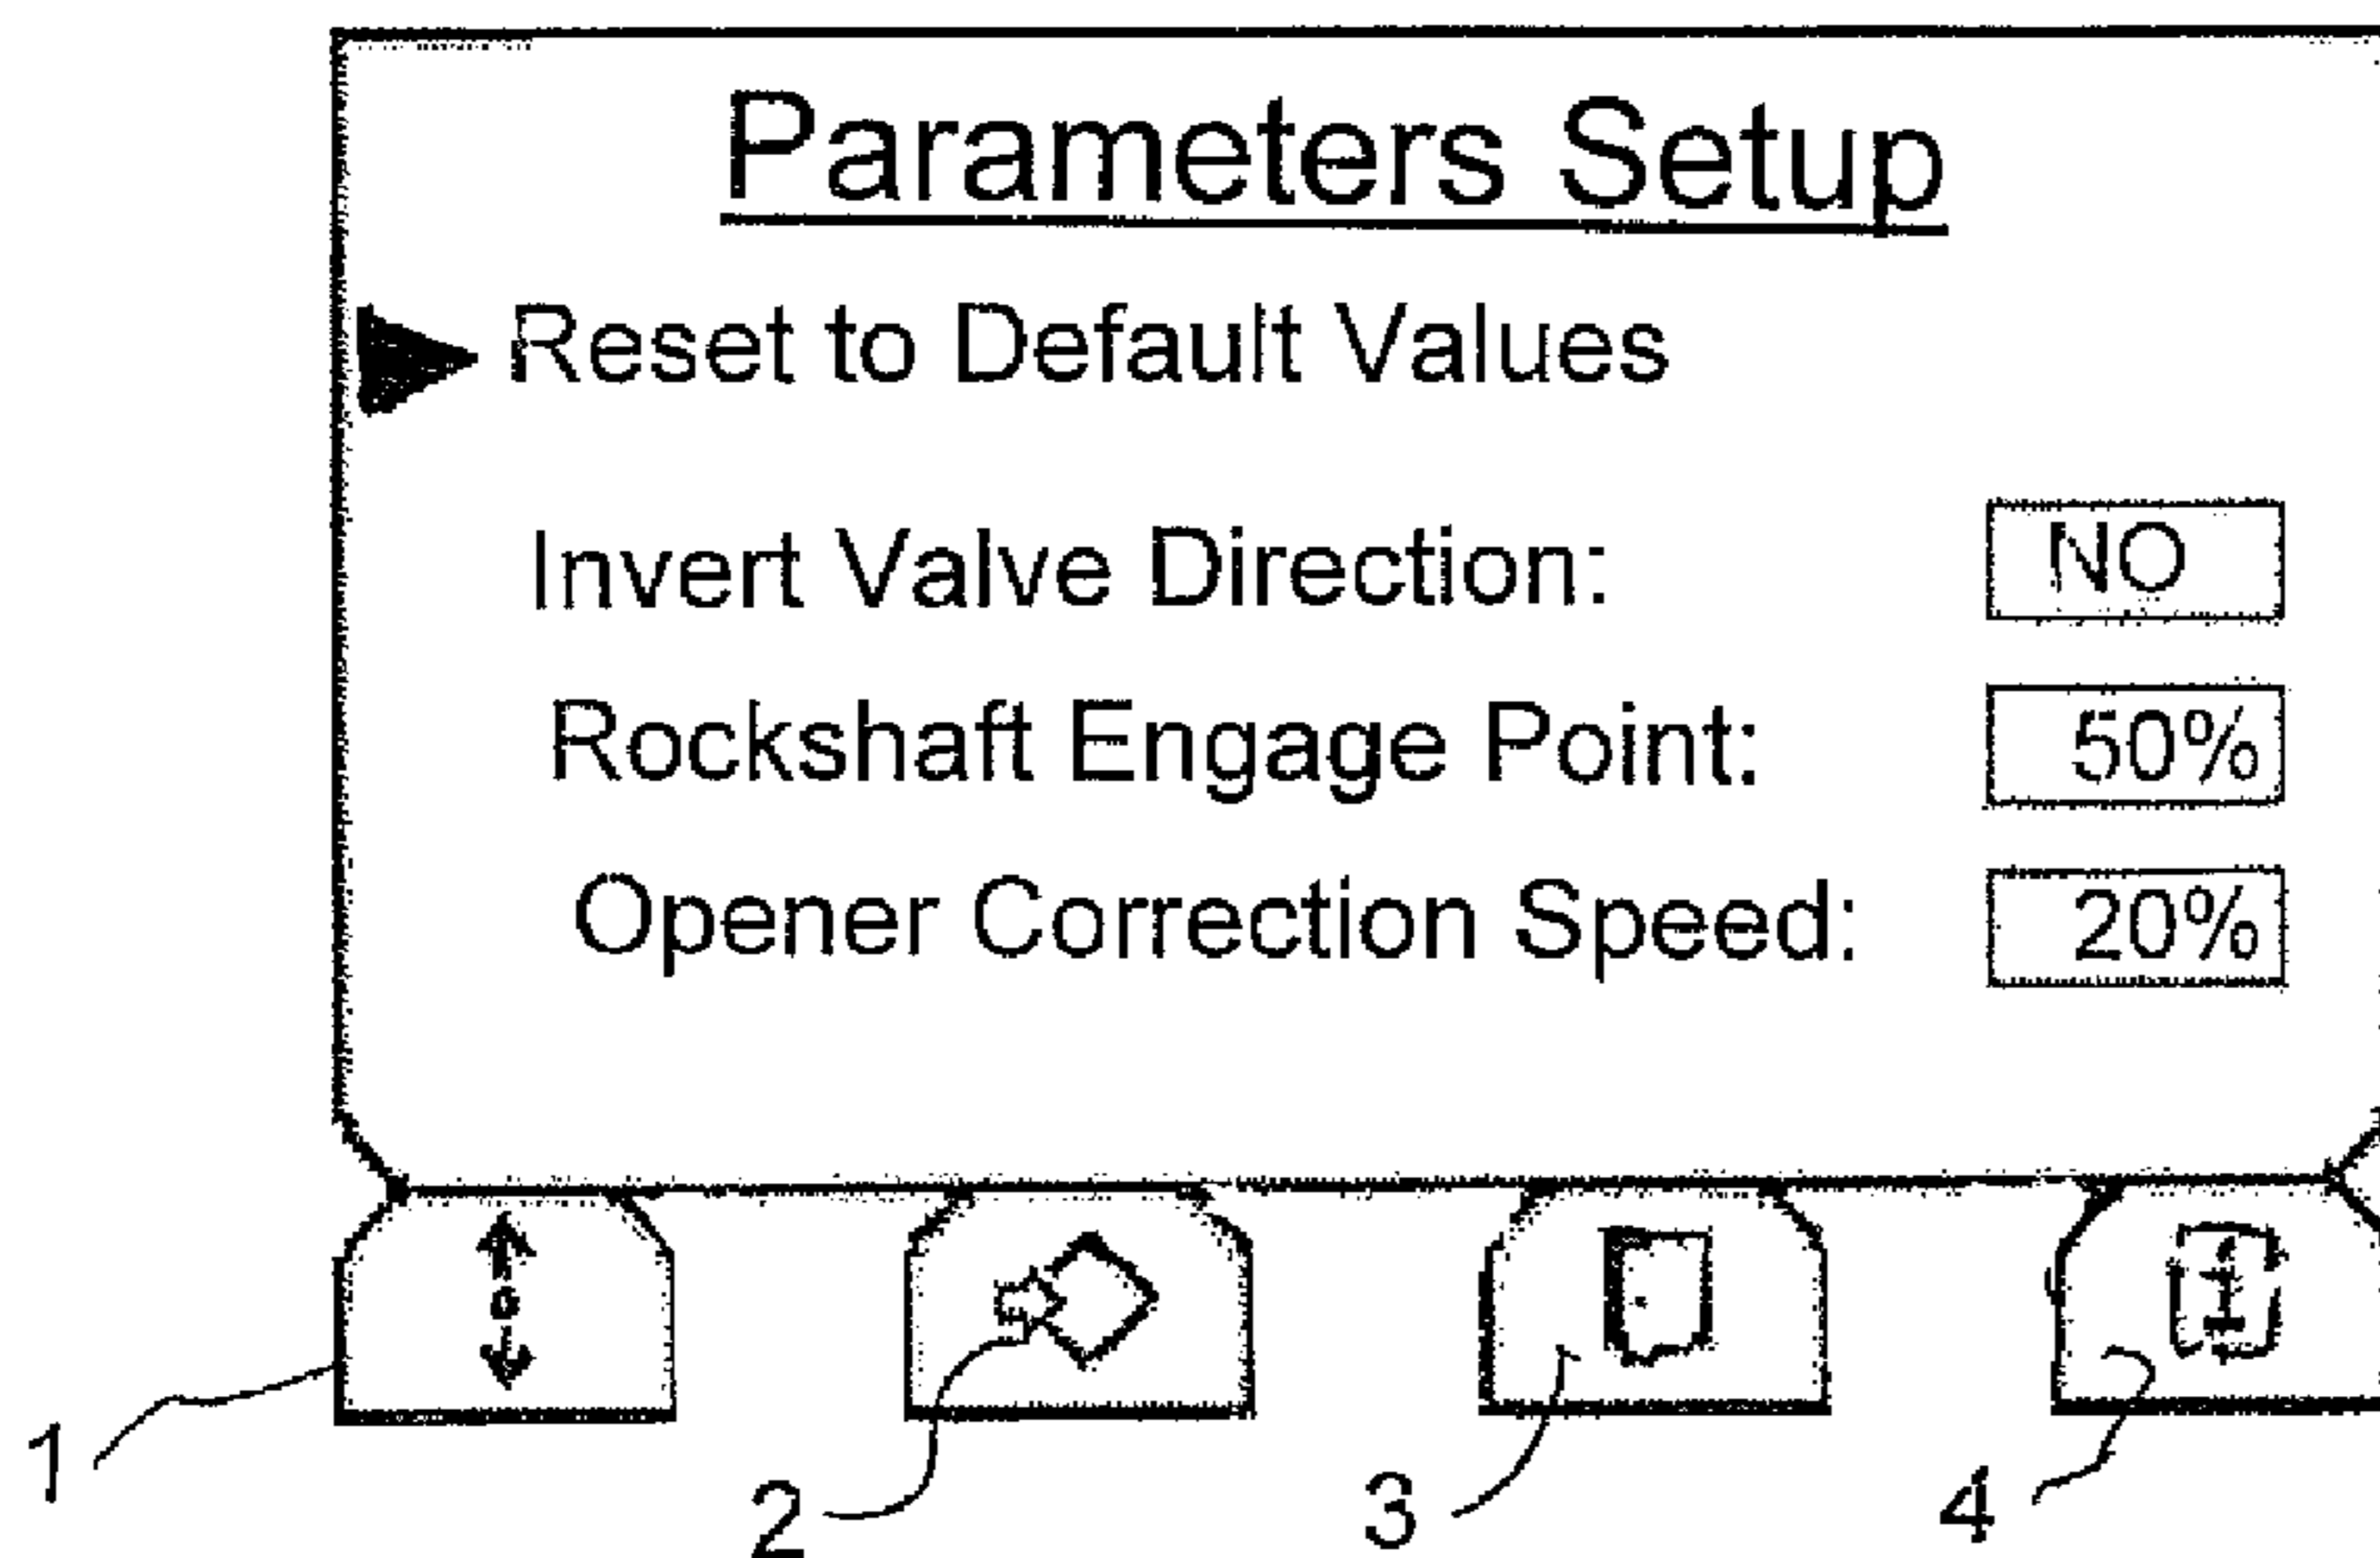 Parameters Setup
Reset to Default Values
Invert Valve Direction: NO
Rockshaft Engage Point: 50%
Opener Correction Speed: 20%
i
1 2 3 4